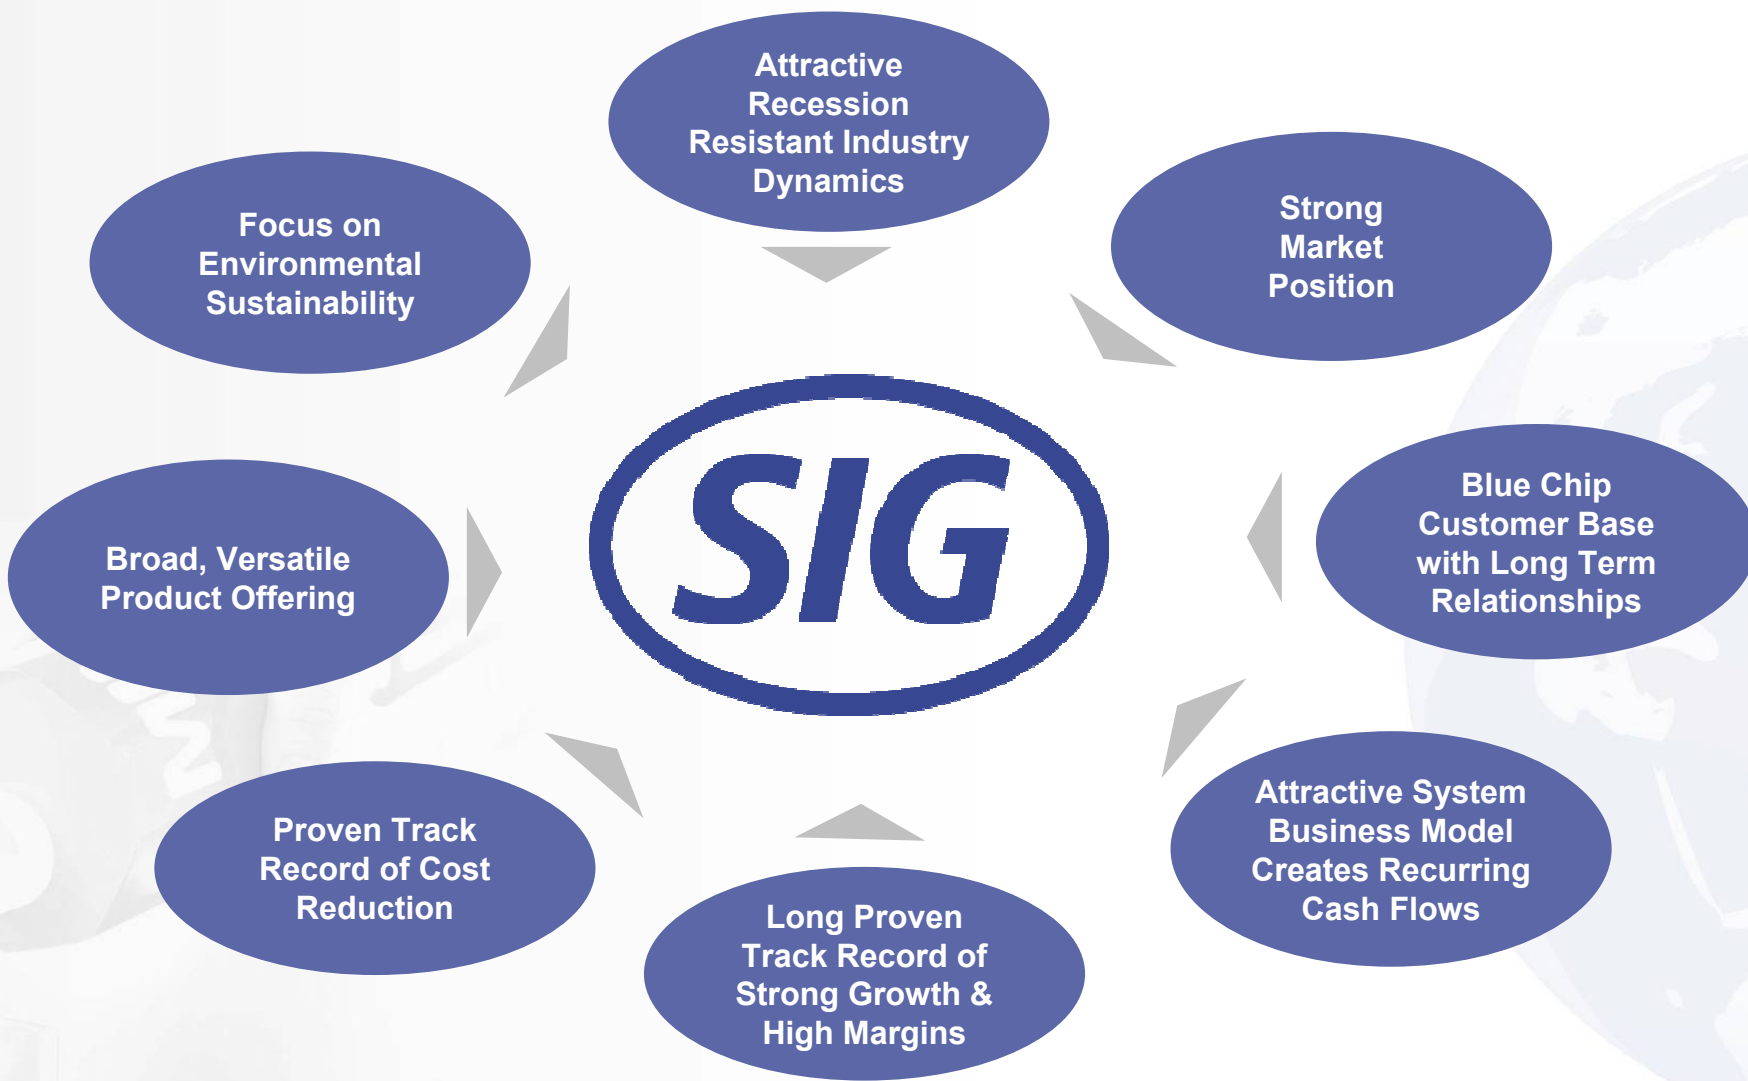 Attractive
Recession
Resistant Industry
Dynamics
Strong
Market
Position
Focus on
Environmental
Sustainability
SIG
Blue Chip
Customer Base
with Long Term
Relationships
Broad, Versatile
Product Offering
Attractive System
Business Model
Creates Recurring
Cash Flows
Proven Track
Record of Cost
Reduction
Long Proven
Track Record of
Strong Growth &
High Margins